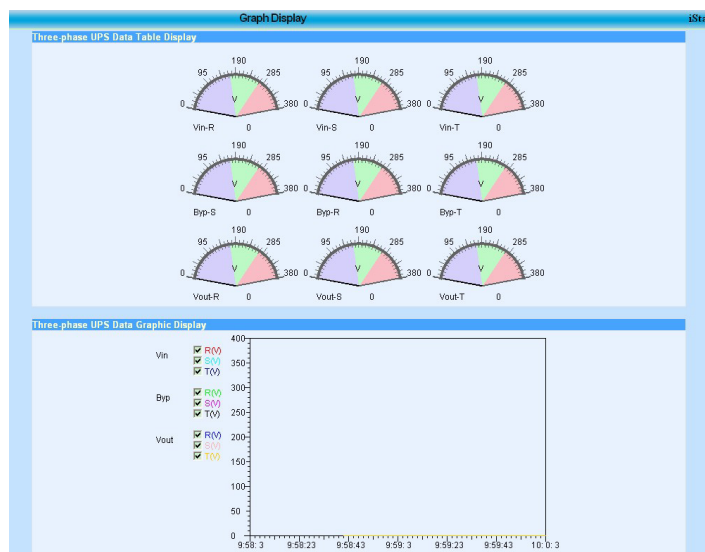 Graph Display iSta
Three-phase UPS Data Table Display
190 190 190
95 285 95 285 95 285
0 V 380 0 V 380 0 V 380
Vin-R 0 Vin-S 0 Vin-T 0
190 190 190
95 285 95 285 95 285
0 V 380 0 V 380 0 V 380
Byp-S 0 Byp-R 0 Byp-T 0
190 190 190
95 285 95 285 95 285
0 V 380 0 V 380 0 V 380
Vout-R 0 Vout-S 0 Vout-T 0
Three-phase UPS Data Graphic Display
400
Vin R(V)
S(V) 350
T(V)
300
Byp R(V)
S(V)
T(V) 250
Vout R(V) 200
S(V)
T(V)
150
100
50
0
9:58: 3 9:58:23 9:58:43 9:59: 3 9:59:23 9:59:43 10: 0: 3